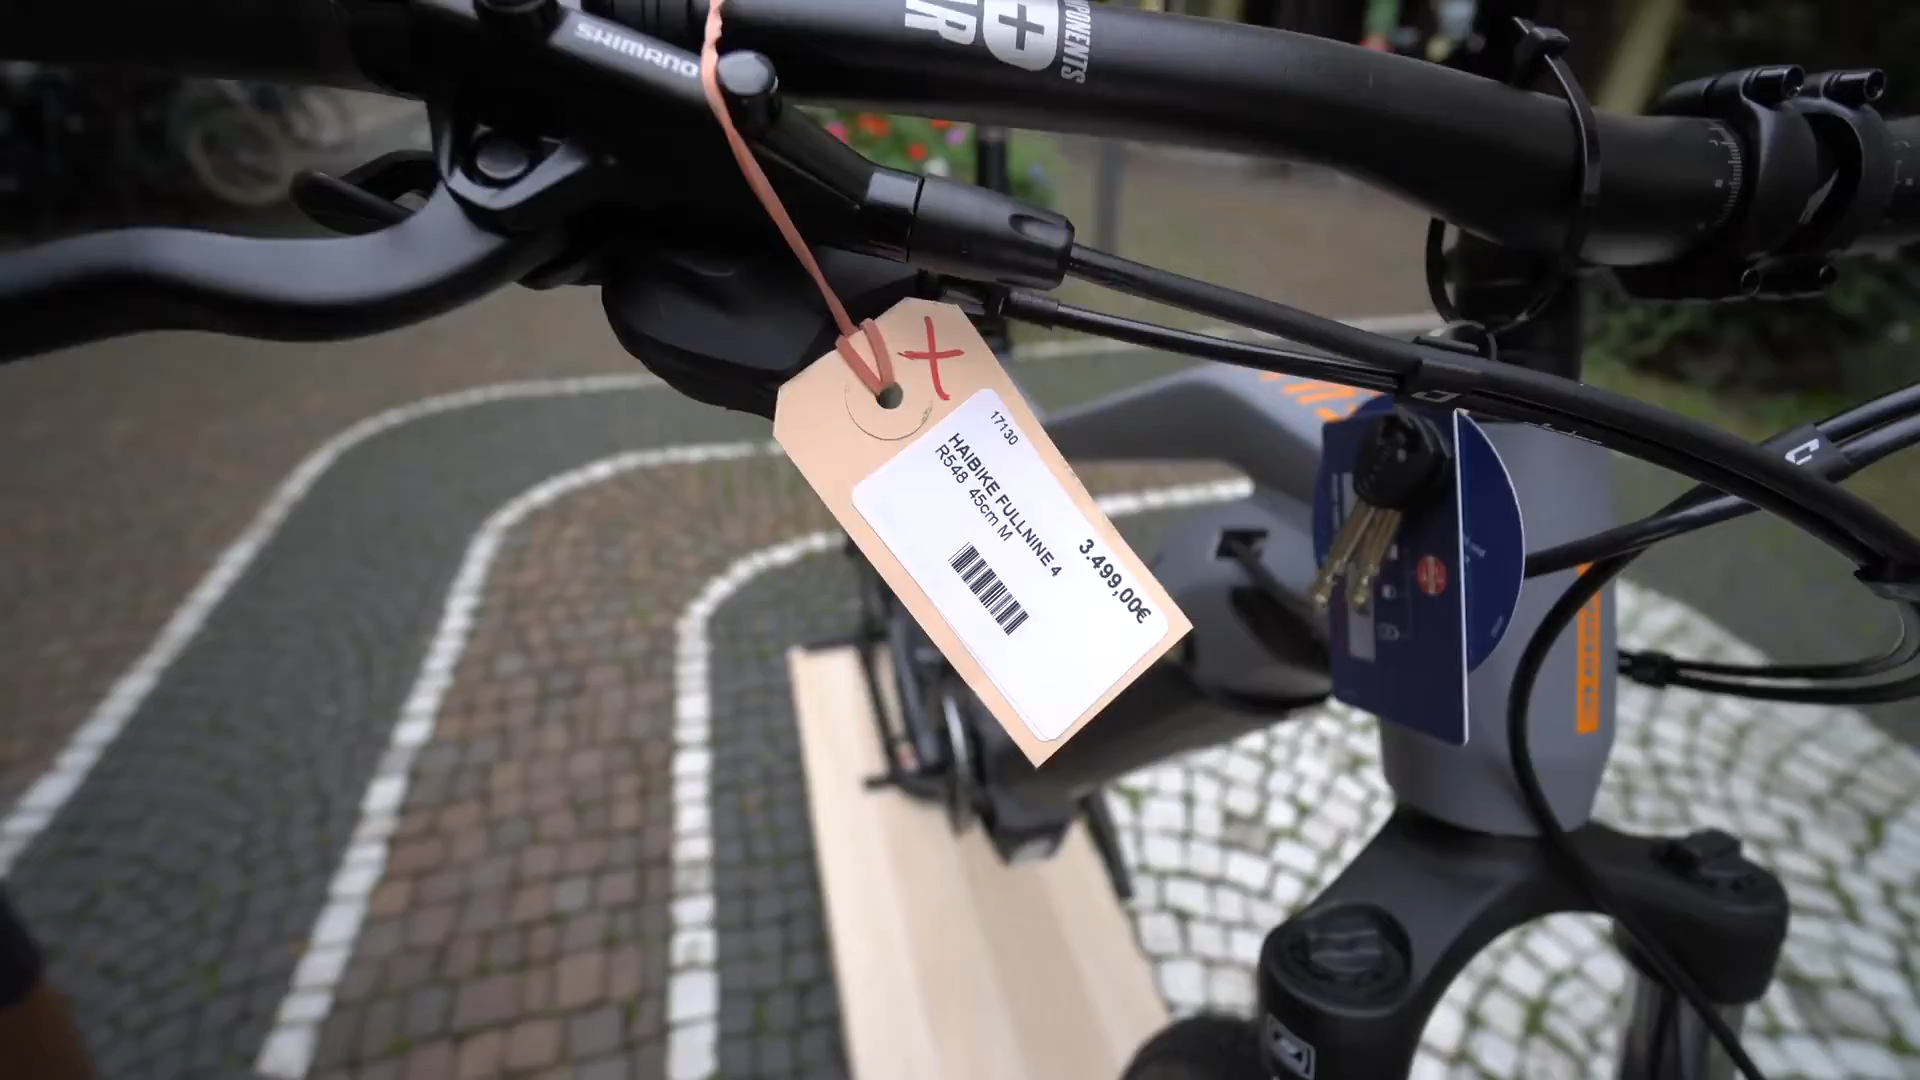 SHIMANO
COMPONENTS
17130
HAIBIKE FULLNINE 4
R548 45cm M
3.499,00€